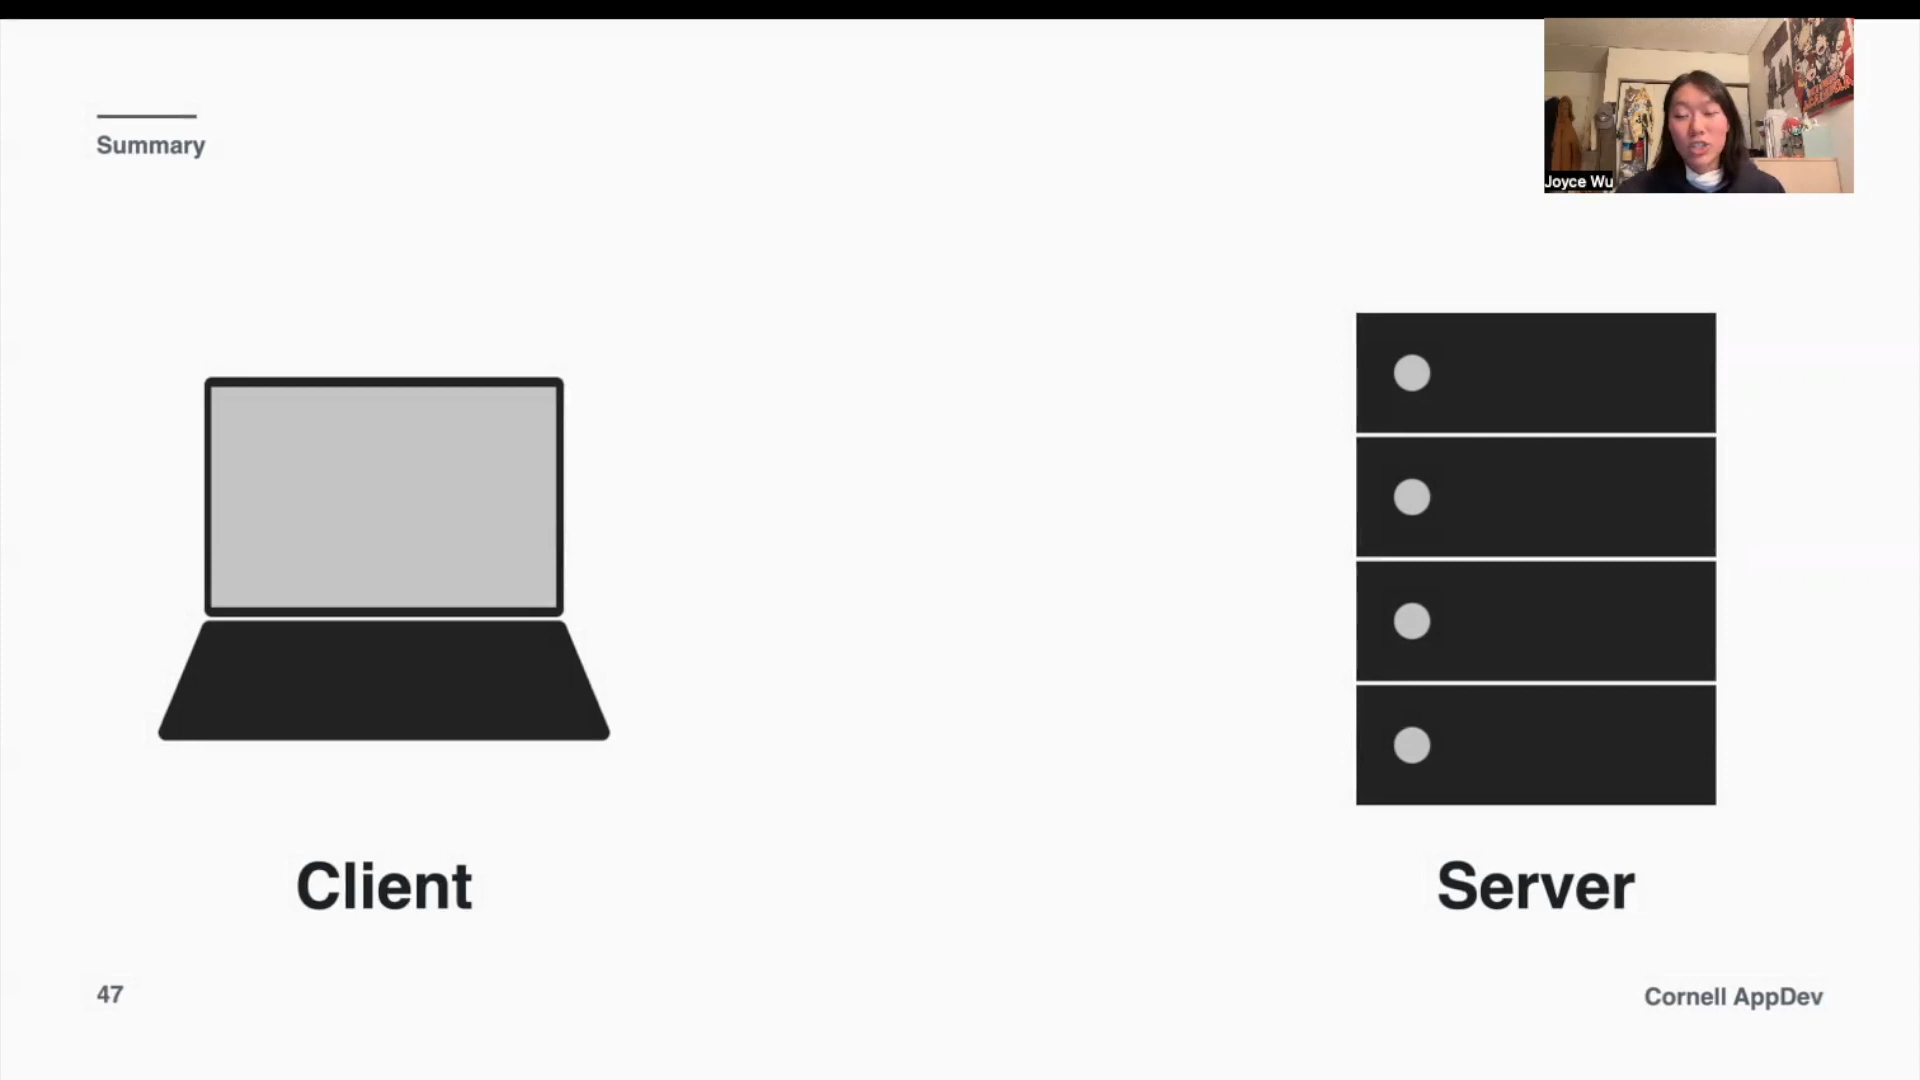 Summary
Joyce Wu
Client
Server
47
Cornell AppDev